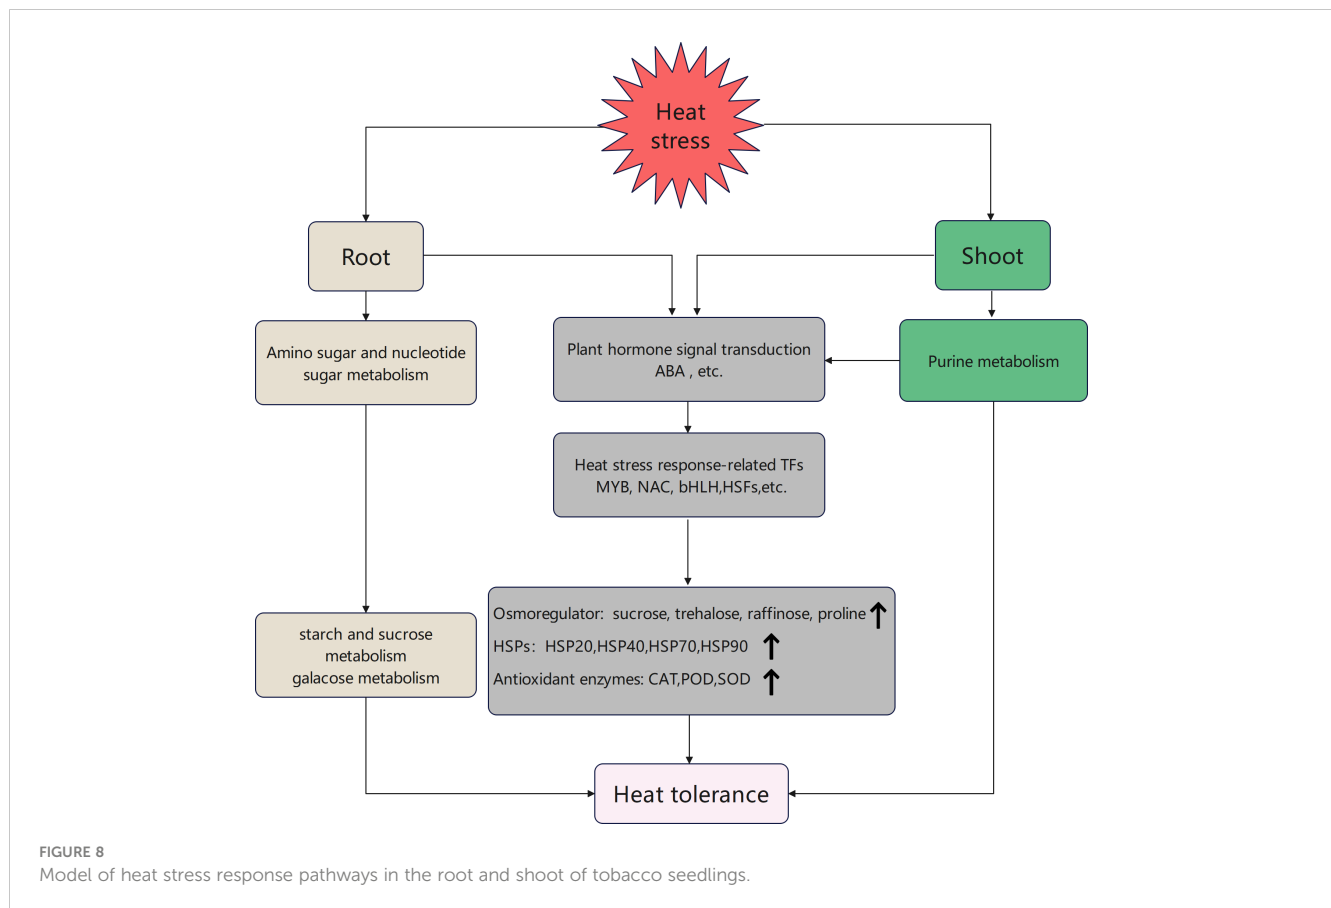 Heat
stress
Root
Shoot
Amino sugar and nucleotide
sugar metabolism
Plant hormone signal transduction
ABA , etc.
Purine metabolism
Heat stress response-related TFs
MYB, NAC, bHLH,HSFs,etc.
starch and sucrose
metabolism
galacose metabolism
Osmoregulator: sucrose, trehalose, raffinose, proline
HSPs: HSP20,HSP40,HSP70,HSP90
Antioxidant enzymes: CAT,POD,SOD
Heat tolerance
FIGURE 8
Model of heat stress response pathways in the root and shoot of tobacco seedlings.